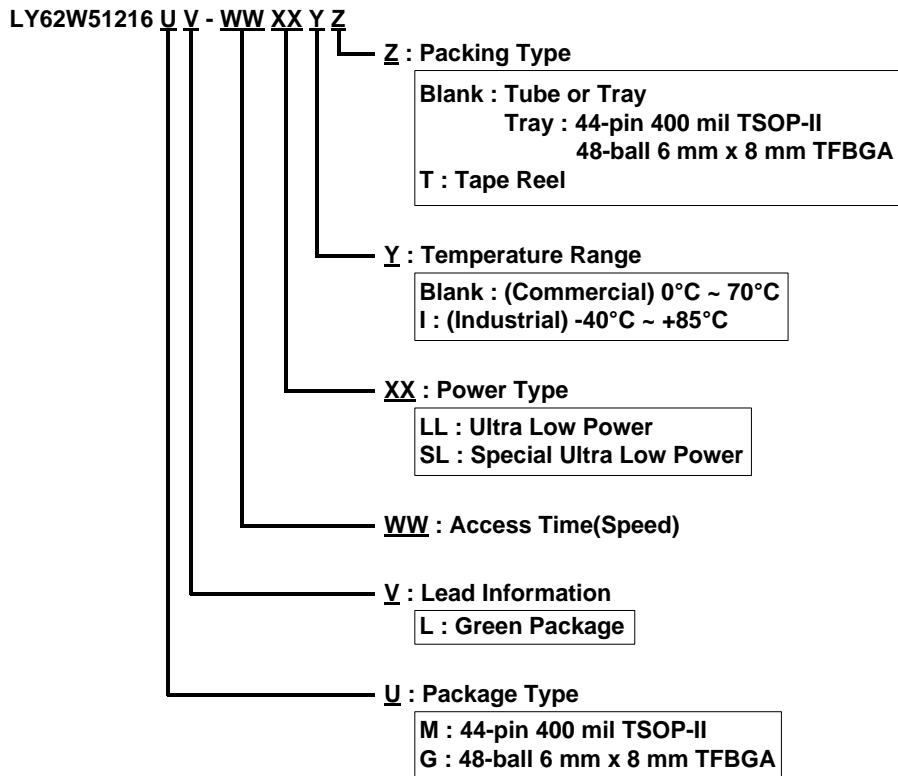 LY62W51216 U V - WW XX Y Z
Z : Packing Type
Blank : Tube or Tray
Tray : 44-pin 400 mil TSOP-II
48-ball 6 mm x 8 mm TFBGA
T : Tape Reel
Y : Temperature Range
Blank : (Commercial) 0°C ~ 70°C
I : (Industrial) -40°C ~ +85°C
XX : Power Type
LL : Ultra Low Power
SL : Special Ultra Low Power
WW : Access Time(Speed)
V : Lead Information
L : Green Package
U : Package Type
M : 44-pin 400 mil TSOP-II
G : 48-ball 6 mm x 8 mm TFBGA